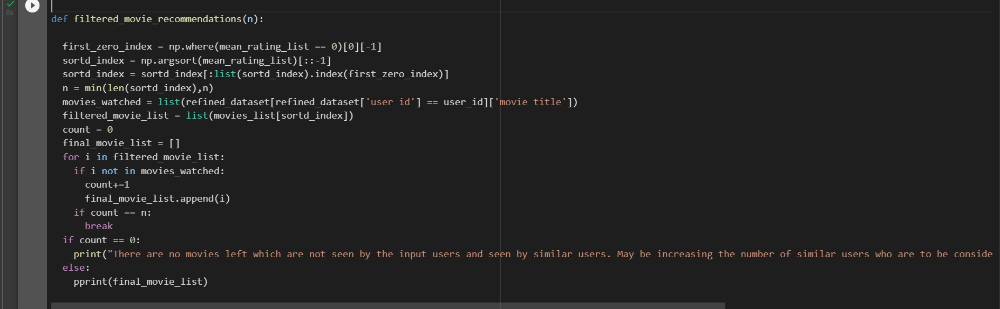 0s
def filtered_movie_recommendations(n):
first_zero_index = np.where(mean_rating_list == 0)[0][-1]
sortd_index = np.argsort(mean_rating_list)[::-1]
sortd_index = sortd_index[:list(sortd_index).index(first_zero_index)]
n = min(len(sortd_index),n)
movies_watched = list(refined_dataset[refined_dataset['user id'] == user_id]['movie title'])
filtered_movie_list = list(movies_list[sortd_index])
count = 0
final_movie_list = []
for i in filtered_movie_list:
if i not in movies_watched:
count+=1
final_movie_list.append(i)
if count == n:
break
if count == 0:
print("There are no movies left which are not seen by the input users and seen by similar users. May be increasing the number of similar users who are to be conside
else:
pprint(final_movie_list)